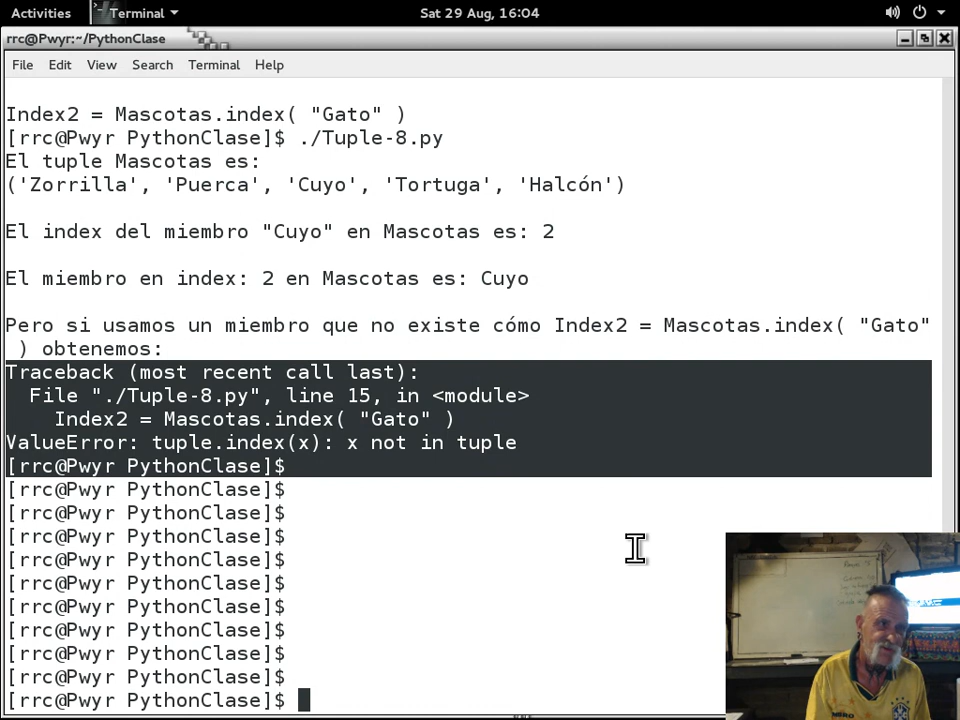 Activities Terminal Sat 29 Aug, 16:04
rrc@Pwyr:~/PythonClase
File Edit View Search Terminal Help
Index2 = Mascotas.index( "Gato" )
[rrc@Pwyr PythonClase]$ ./Tuple-8.py
El tuple Mascotas es:
('Zorrilla', 'Puerca', 'Cuyo', 'Tortuga', 'Halcón')
El index del miembro "Cuyo" en Mascotas es: 2
El miembro en index: 2 en Mascotas es: Cuyo
Pero si usamos un miembro que no existe cómo Index2 = Mascotas.index( "Gato"
 ) obtenemos:
Traceback (most recent call last):
  File "./Tuple-8.py", line 15, in <module>
    Index2 = Mascotas.index( "Gato" )
ValueError: tuple.index(x): x not in tuple
[rrc@Pwyr PythonClase]$
[rrc@Pwyr PythonClase]$
[rrc@Pwyr PythonClase]$
[rrc@Pwyr PythonClase]$
[rrc@Pwyr PythonClase]$
[rrc@Pwyr PythonClase]$
[rrc@Pwyr PythonClase]$
[rrc@Pwyr PythonClase]$
[rrc@Pwyr PythonClase]$
[rrc@Pwyr PythonClase]$
[rrc@Pwyr PythonClase]$